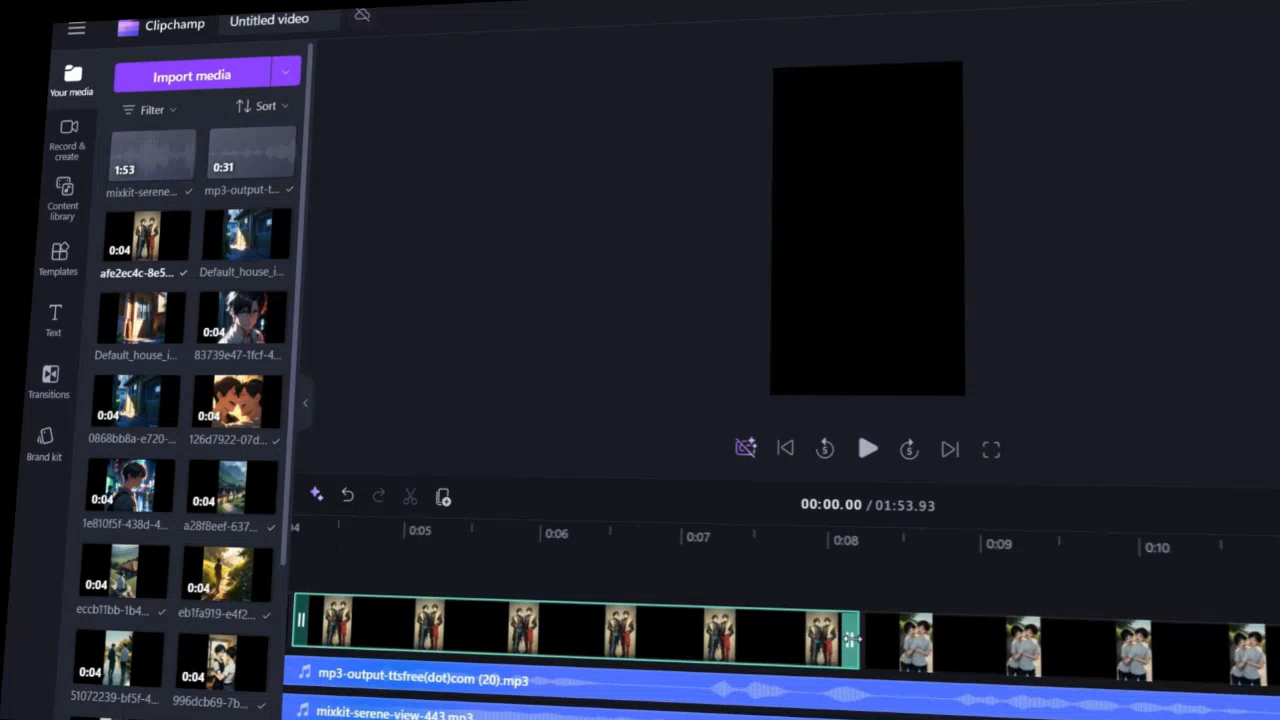 Clipchamp
Untitled video
Your media
Record &
create
Content
library
Templates
Text
Transitions
Brand kit
Import media
Filter
Sort
1:53
0:31
mixkit-serene...
mp3-output-t...
0:04
afe2ec4c-8e5...
Default_house_i...
0:04
Default_house_i...
83739e47-1fcf-4...
0:04
0:04
0868bb8a-e720-...
126d7922-07d...
0:04
0:04
1e810f5f-438d-4...
a28f8eef-637...
0:04
0:04
eccb11bb-1b4...
eb1fa919-e4f2...
0:04
0:04
51072239-bf5f-4...
996dcb69-7b...
5
5
00:00.00 / 01:53.93
0:05
0:06
0:07
0:08
0:09
0:10
mp3-output-ttsfree(dot)com (20).mp3
mixkit-serene-view-443.mp3